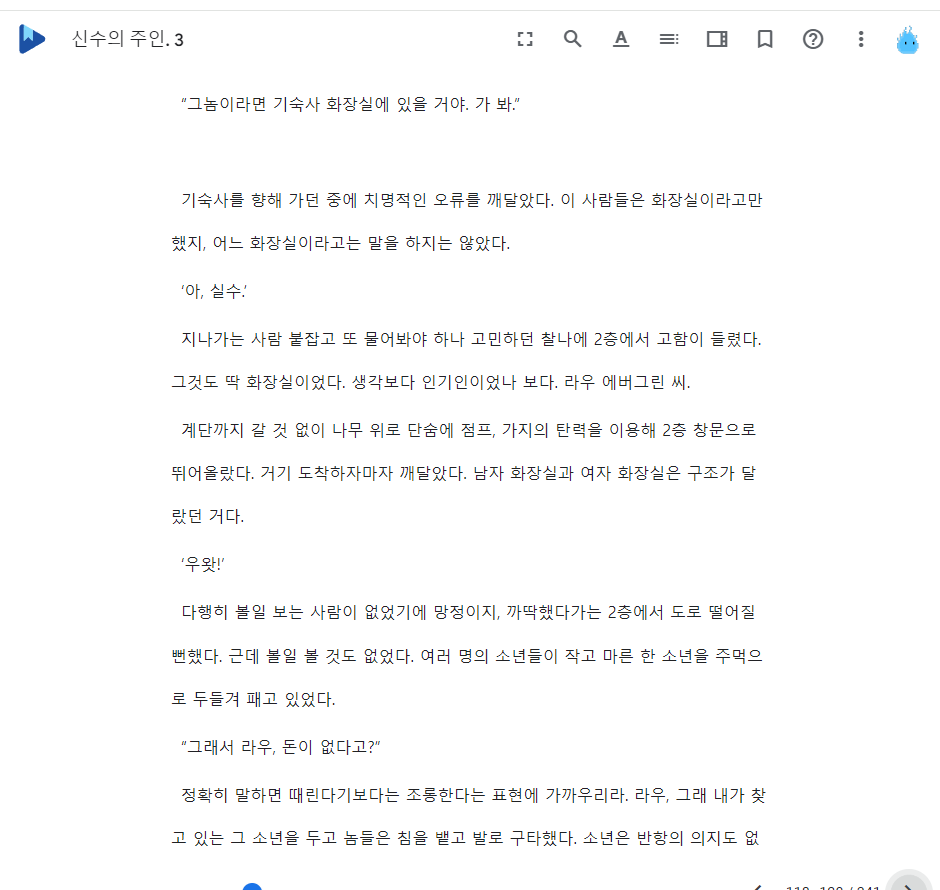 신수의 주인. 3
“그놈이라면 기숙사 화장실에 있을 거야. 가 봐.”
기숙사를 향해 가던 중에 치명적인 오류를 깨달았다. 이 사람들은 화장실이라고만
했지, 어느 화장실이라고는 말을 하지는 않았다.
‘아, 실수.’
지나가는 사람 붙잡고 또 물어봐야 하나 고민하던 찰나에 2층에서 고함이 들렸다.
그것도 딱 화장실이었다. 생각보다 인기인이었나 보다. 라우 에버그린 씨.
계단까지 갈 것 없이 나무 위로 단숨에 점프, 가지의 탄력을 이용해 2층 창문으로
뛰어올랐다. 거기 도착하자마자 깨달았다. 남자 화장실과 여자 화장실은 구조가 달
랐던 거다.
‘우왓!’
다행히 볼일 보는 사람이 없었기에 망정이지, 까딱했다가는 2층에서 도로 떨어질
뻔했다. 근데 볼일 볼 것도 없었다. 여러 명의 소년들이 작고 마른 한 소년을 주먹으
로 두들겨 패고 있었다.
“그래서 라우, 돈이 없다고?”
정확히 말하면 때린다기보다는 조롱한다는 표현에 가까우리라. 라우, 그래 내가 찾
고 있는 그 소년을 두고 놈들은 침을 뱉고 발로 구타했다. 소년은 반항의 의지도 없